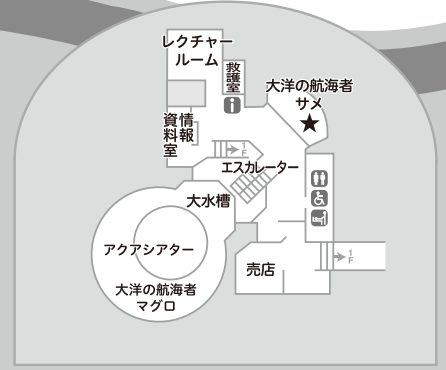 レクチャー
ルーム
救護室
大洋の航海者
サメ
情報
資料室
1F
エスカレーター
大水槽
アクアシアター
大洋の航海者
マグロ
売店
1F